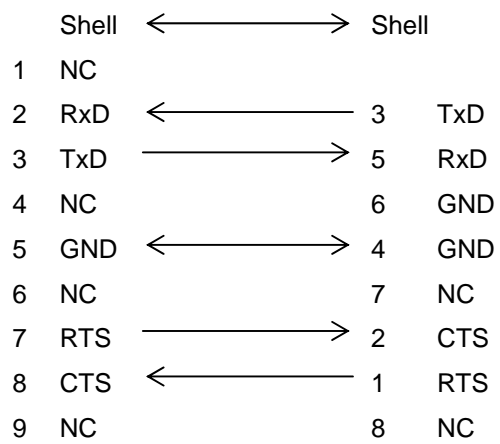 Shell Shell
1 NC
2 RxD 3 TxD
3 TxD 5 RxD
4 NC 6 GND
5 GND 4 GND
6 NC 7 NC
7 RTS 2 CTS
8 CTS 1 RTS
9 NC 8 NC